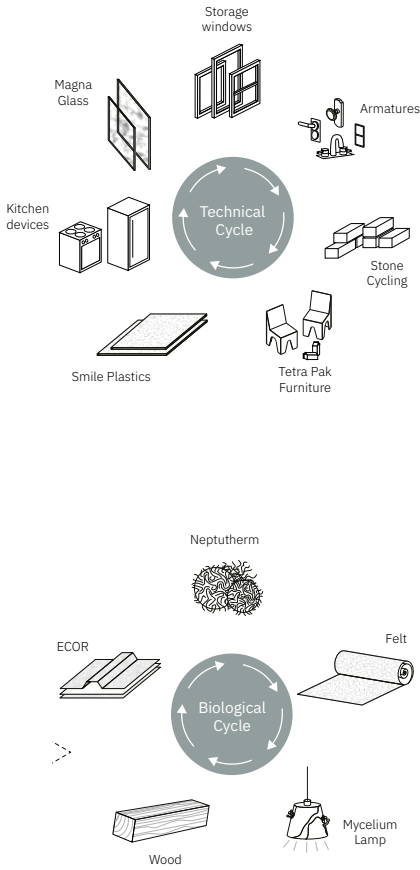 Storage
windows
Magna
Glass
Armatures
Kitchen
devices
Technical
Cycle
Stone
Cycling
Smile Plastics
Tetra Pak
Furniture
Neptutherm
ECOR
Felt
Biological
Cycle
Mycelium
Lamp
Wood